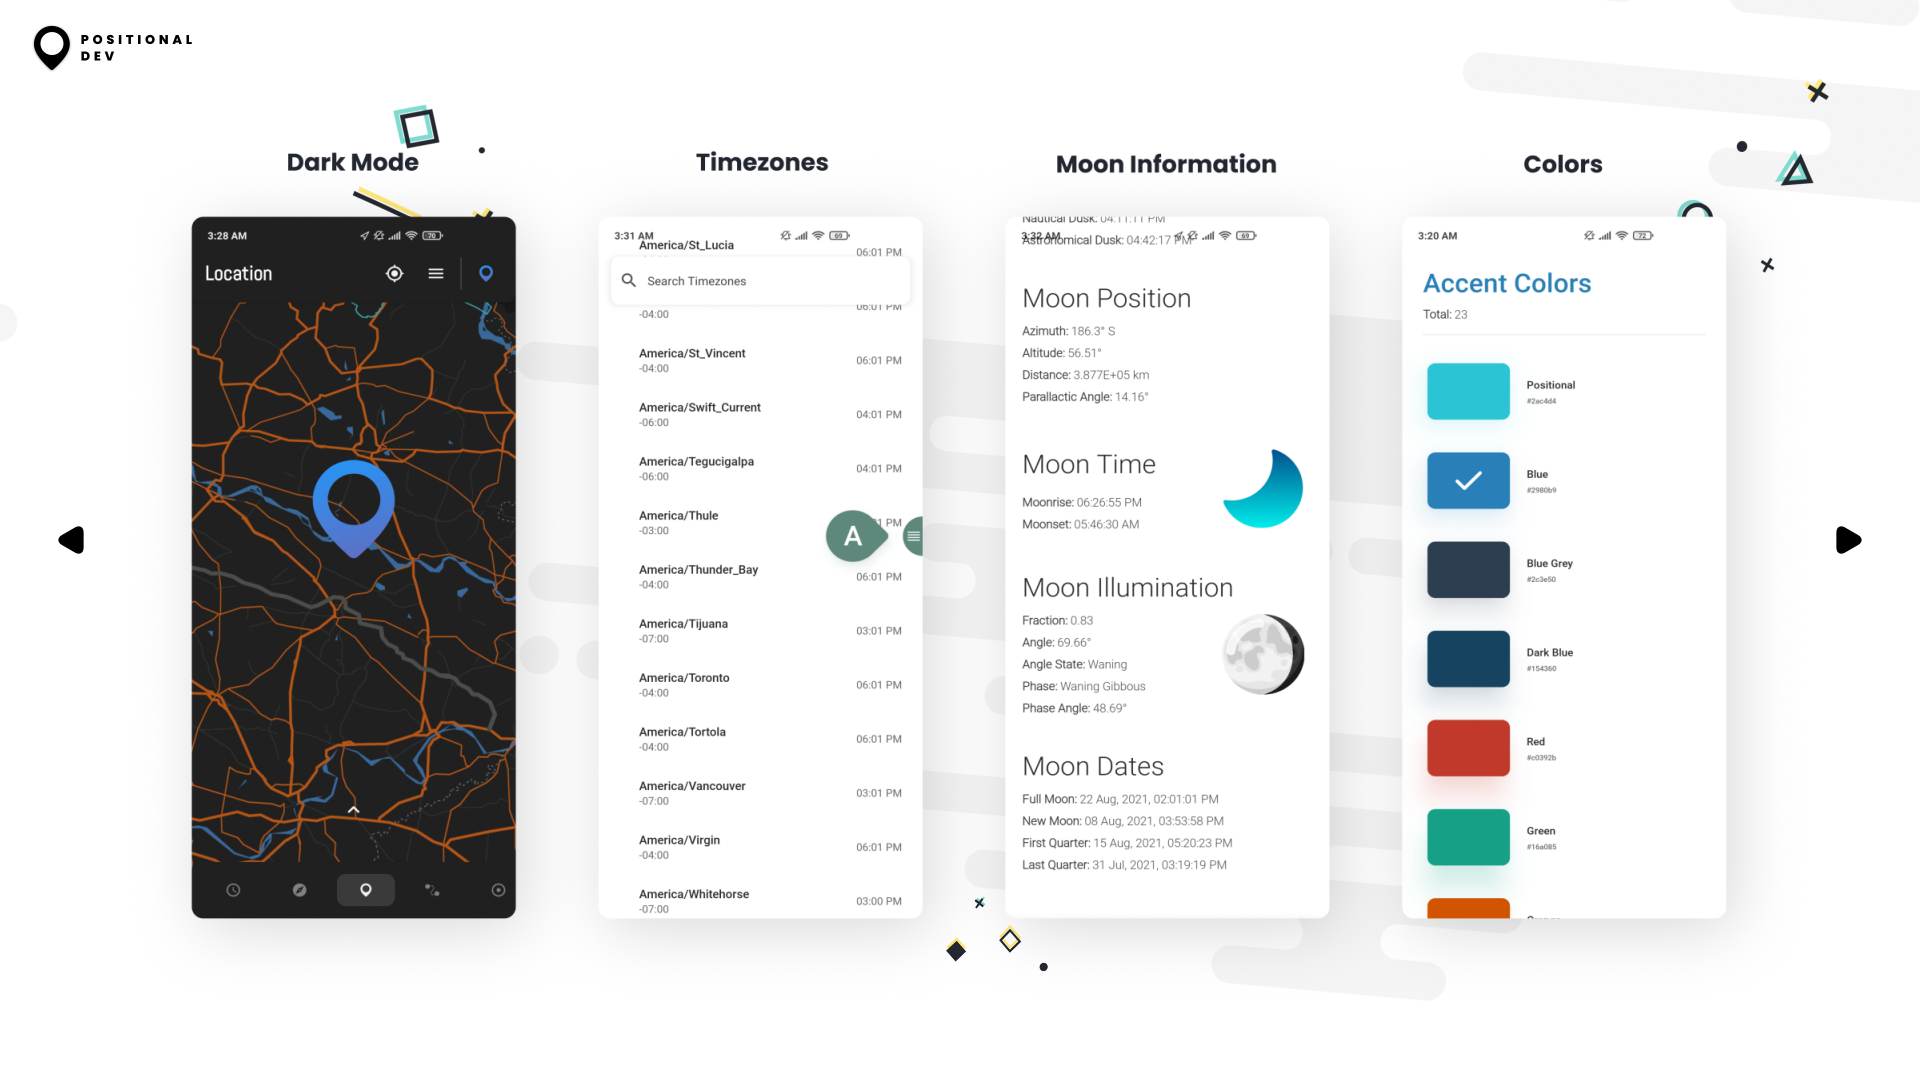 POSITIONAL
DEV
Dark Mode
3:28 AM
70
Location
Timezones
3:31 AM
69
America/St_Lucia
06:01 PM
Search Timezones
-04:00
06:01 PM
America/St_Vincent
-04:00
06:01 PM
America/Swift_Current
-06:00
04:01 PM
America/Tegucigalpa
-06:00
04:01 PM
America/Thule
-03:00
PM
A
America/Thunder_Bay
-04:00
06:01 PM
America/Tijuana
-07:00
03:01 PM
America/Toronto
-04:00
06:01 PM
America/Tortola
-04:00
06:01 PM
America/Vancouver
-07:00
03:01 PM
America/Virgin
-04:00
06:01 PM
America/Whitehorse
-07:00
03:00 PM
Moon Information
Nautical Dusk: 04:11:11 PM
3:32 AM
69
Astronomical Dusk: 04:42:17 PM
Moon Position
Azimuth: 186.3° S
Altitude: 56.51°
Distance: 3.877E+05 km
Parallactic Angle: 14.16°
Moon Time
Moonrise: 06:26:55 PM
Moonset: 05:46:30 AM
Moon Illumination
Fraction: 0.83
Angle: 69.66°
Angle State: Waning
Phase: Waning Gibbous
Phase Angle: 48.69°
Moon Dates
Full Moon: 22 Aug, 2021, 02:01:01 PM
New Moon: 08 Aug, 2021, 03:53:58 PM
First Quarter: 15 Aug, 2021, 05:20:23 PM
Last Quarter: 31 Jul, 2021, 03:19:19 PM
Colors
3:20 AM
72
Accent Colors
Total: 23
Positional
#2ac4d4
Blue
#2980b9
Blue Grey
#2c3e50
Dark Blue
#154360
Red
#c0392b
Green
#16a085